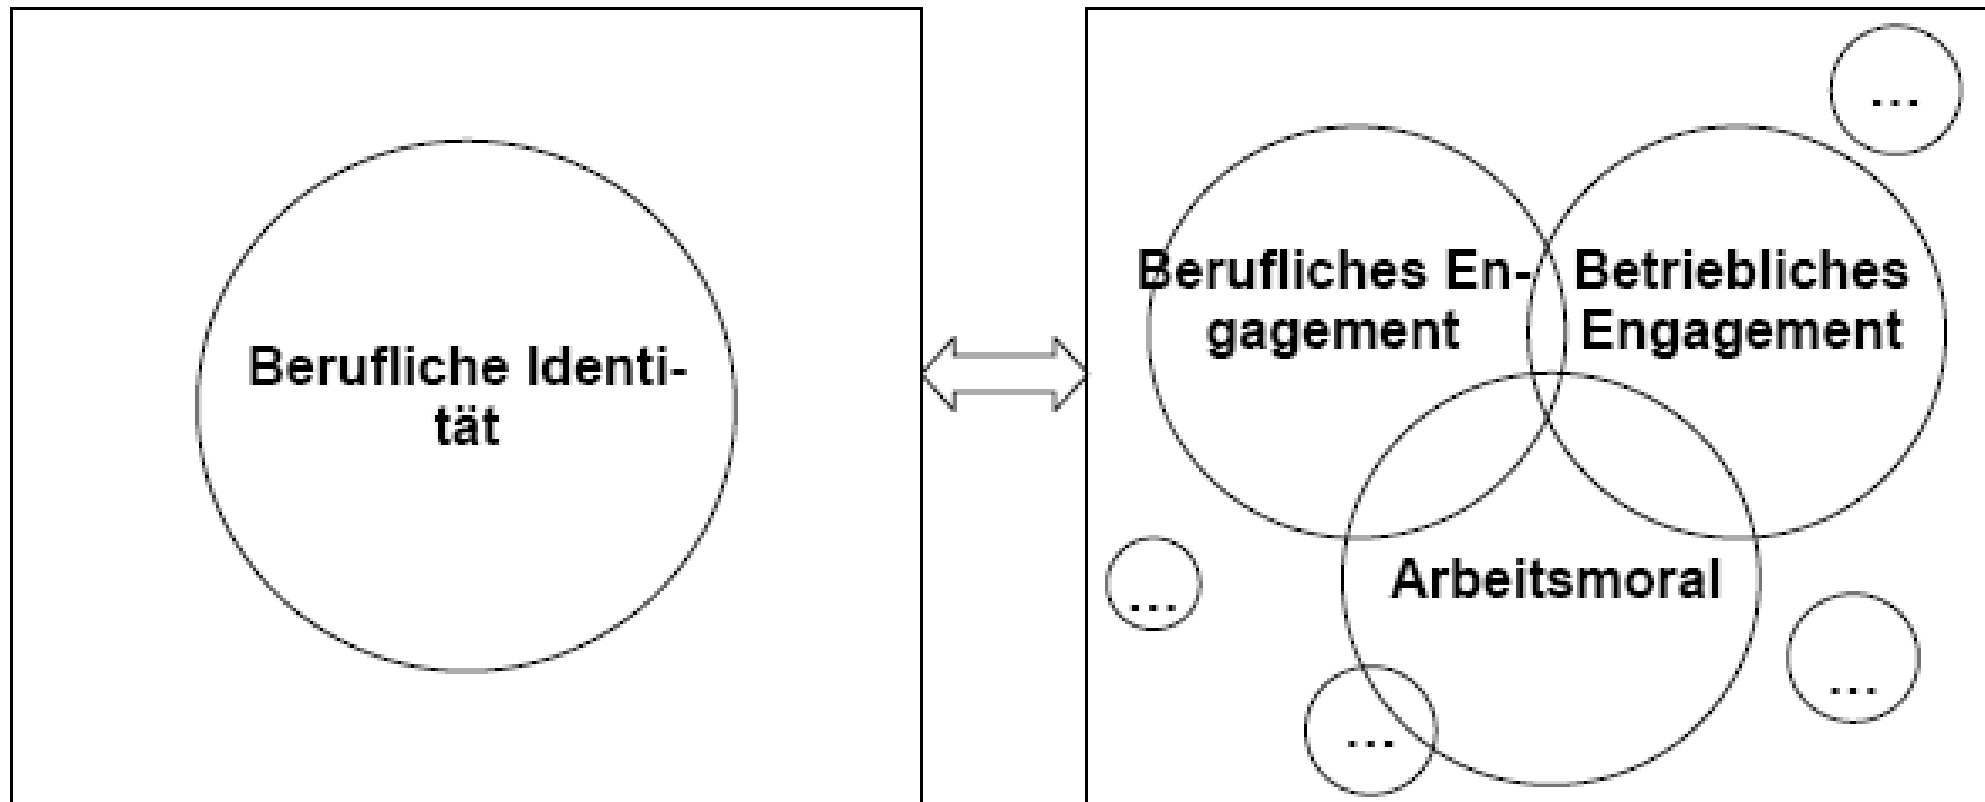 Berufliche Identi-
tät
...
Berufliches En-
gagement
Betriebliches
Engagement
...
Arbeitsmoral
...
...